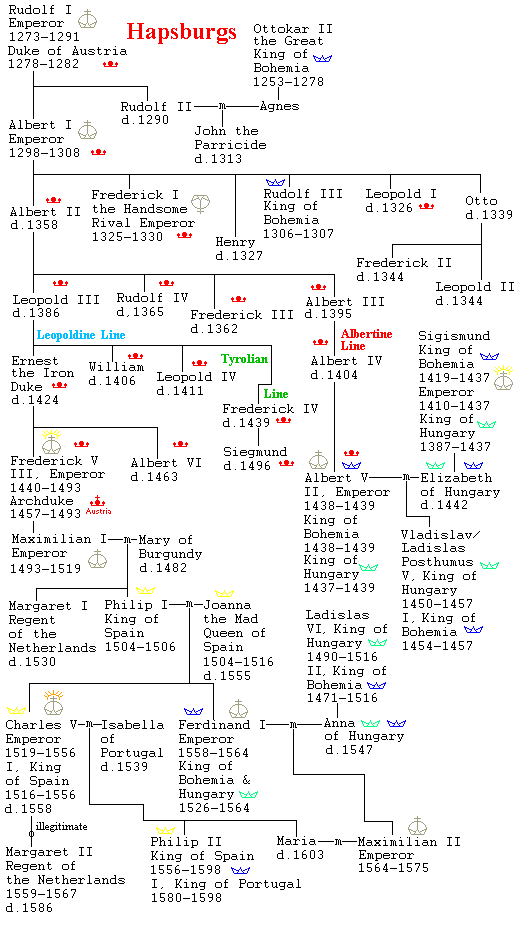 Rudolf I
Emperor
1273-1291
Duke of Austria
1278-1282
Hapsburgs
Ottokar II
the Great
King of
Bohemia
1253-1278
Rudolf II
d.1290
m
Agnes
John the
Parricide
d.1313
Albert I
Emperor
1298-1308
Albert II
d.1358
Frederick I
the Handsome
Rival Emperor
1325-1330
Henry
d.1327
Rudolf III
King of
Bohemia
1306-1307
Leopold I
d.1326
Otto
d.1339
Frederick II
d.1344
Leopold II
d.1344
Leopold III
d.1386
Rudolf IV
d.1365
Frederick III
d.1362
Albert III
d.1395
Leopoldine Line
Albertine
Line
Ernest
the Iron
Duke
d.1424
William
d.1406
Leopold IV
d.1411
Tyrolian
Line
Frederick IV
d.1439
Siegmund
d.1496
Albert IV
d.1404
Sigismund
King of
Bohemia
1419-1437
Emperor
1410-1437
King of
Hungary
1387-1437
Frederick V
III, Emperor
1440-1493
Archduke
1457-1493
Austria
Albert VI
d.1463
Albert V
II, Emperor
1438-1439
King of
Bohemia
1438-1439
King of
Hungary
1437-1439
m
Elizabeth
of Hungary
d.1442
Vladislav/
Ladislas
Posthumus
V, King of
Hungary
1450-1457
I, King of
Bohemia
1454-1457
Maximilian I
Emperor
1493-1519
m
Mary of
Burgundy
d.1482
Margaret I
Regent
of the
Netherlands
d.1530
Philip I
King of
Spain
1504-1506
m
Joanna
the Mad
Queen of
Spain
1504-1516
d.1555
Ladislas
VI, King of
Hungary
1490-1516
II, King of
Bohemia
1471-1516
Charles V
Emperor
1519-1556
I, King
of Spain
1516-1556
d.1558
m
Isabella
of
Portugal
d.1539
Ferdinand I
Emperor
1558-1564
King of
Bohemia &
Hungary
1526-1564
m
Anna
of Hungary
d.1547
illegitimate
Margaret II
Regent of
the Netherlands
1559-1567
d.1586
Philip II
King of Spain
1556-1598
I, King of Portugal
1580-1598
Maria
d.1603
m
Maximilian II
Emperor
1564-1575